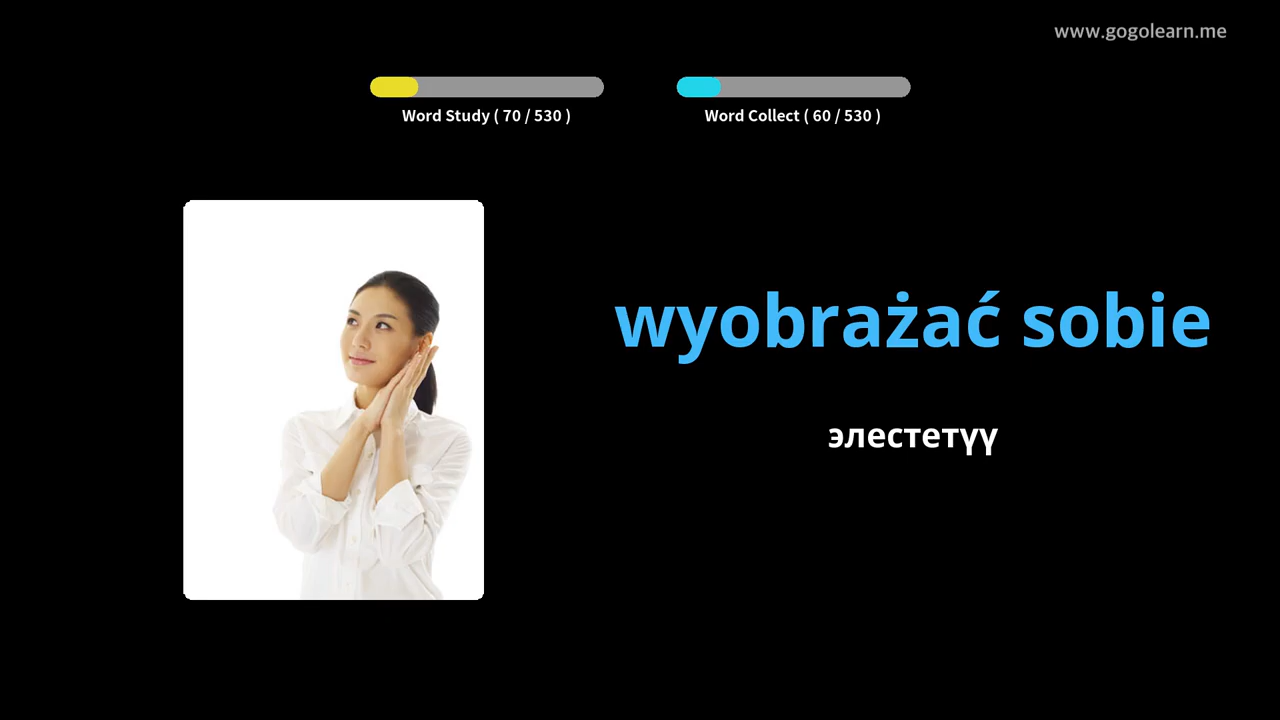 www.gogolearn.me
Word Study ( 70 / 530 )
Word Collect ( 60 / 530 )
wyobrażać sobie
элестетүү